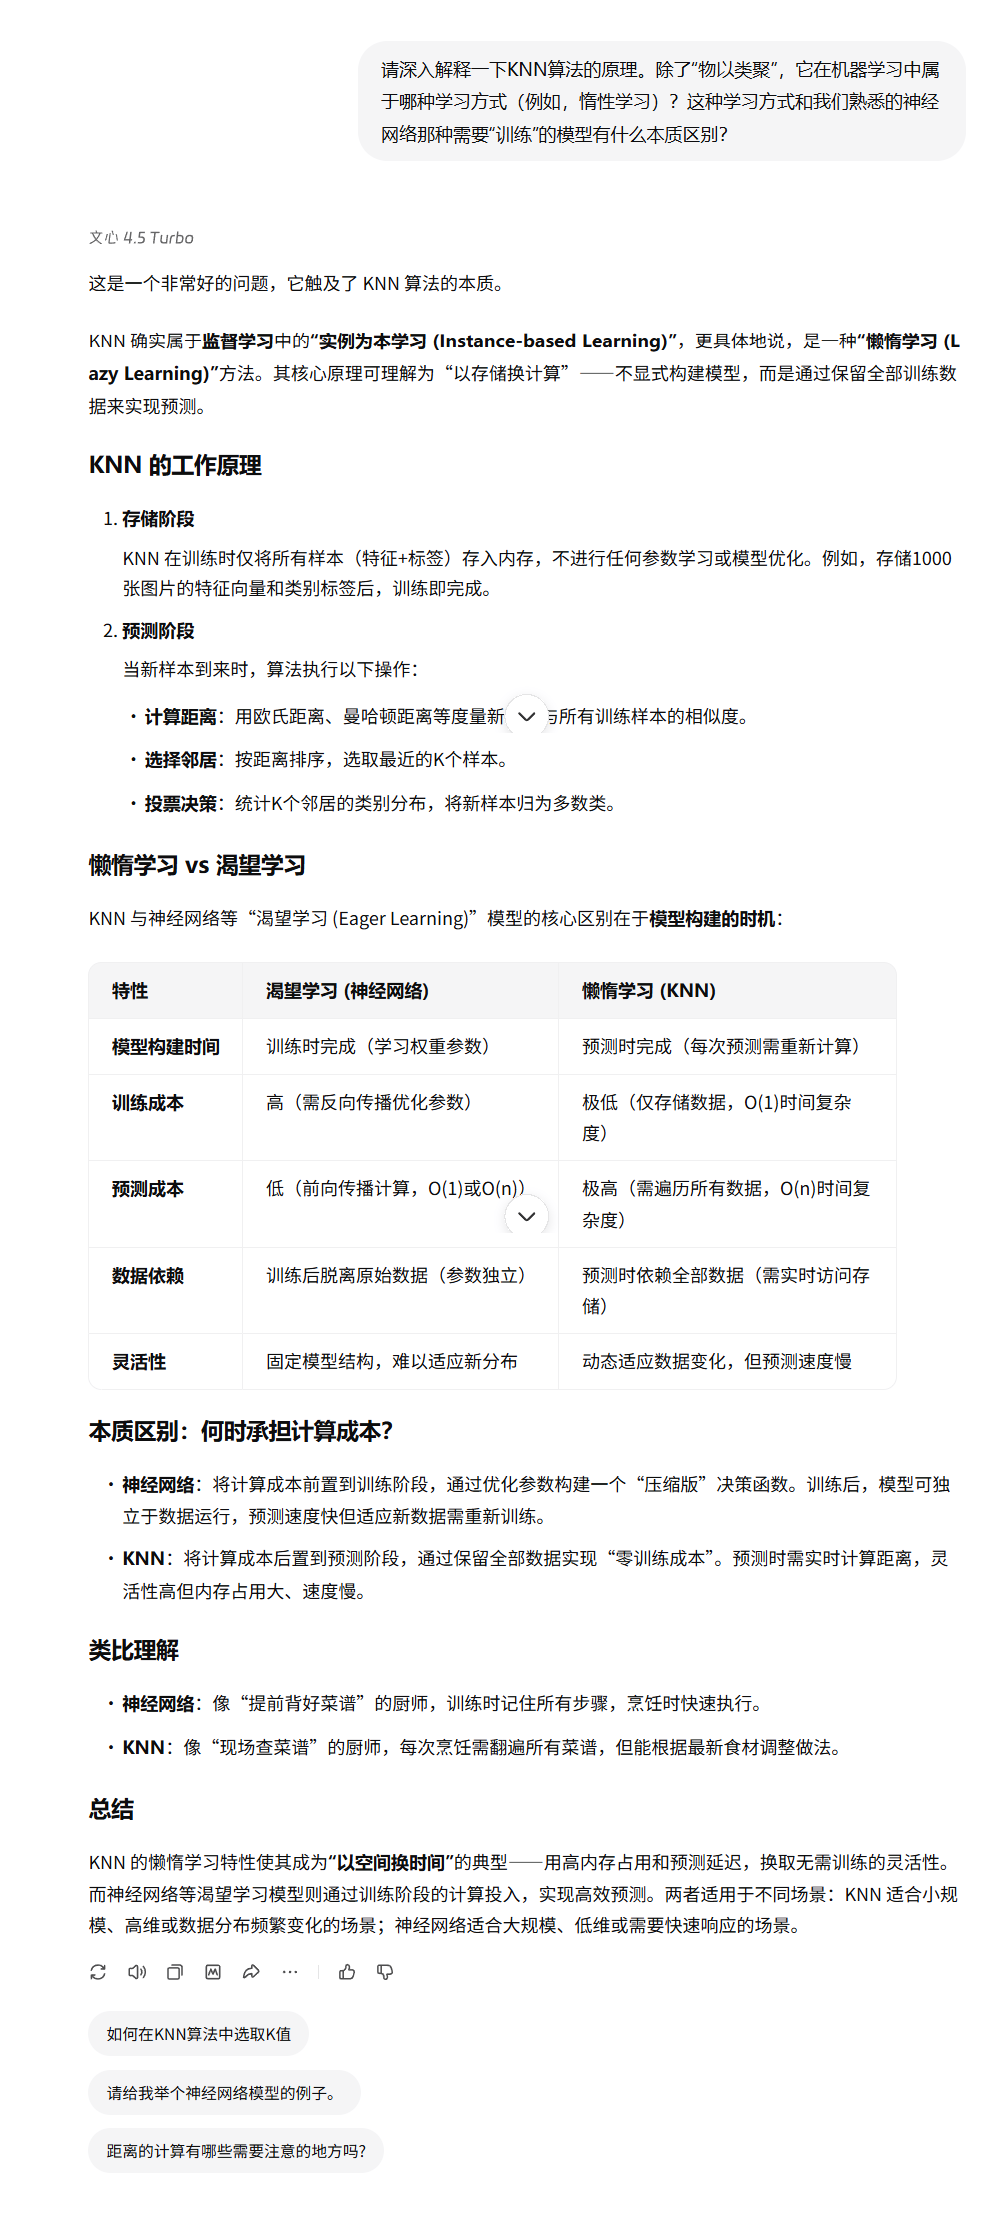 请深入解释一下KNN算法的原理。除了“物以类聚”，它在机器学习中属
于哪种学习方式（例如，惰性学习）？这种学习方式和我们熟悉的神经
网络那种需要“训练”的模型有什么本质区别？
文心 4.5 Turbo
这是一个非常好的问题，它触及了 KNN 算法的本质。
KNN 确实属于监督学习中的“实例为本学习 (Instance-based Learning)”，更具体地说，是一种“懒惰学习 (L
azy Learning)”方法。其核心原理可理解为“以存储换计算”——不显式构建模型，而是通过保留全部训练数
据来实现预测。
KNN 的工作原理
1. 存储阶段
KNN 在训练时仅将所有样本（特征+标签）存入内存，不进行任何参数学习或模型优化。例如，存储1000
张图片的特征向量和类别标签后，训练即完成。
2. 预测阶段
当新样本到来时，算法执行以下操作：
• 计算距离：用欧氏距离、曼哈顿距离等度量新 与所有训练样本的相似度。
• 选择邻居：按距离排序，选取最近的K个样本。
• 投票决策：统计K个邻居的类别分布，将新样本归为多数类。
懒惰学习 vs 渴望学习
KNN 与神经网络等“渴望学习 (Eager Learning)”模型的核心区别在于模型构建的时机：
特性 渴望学习 (神经网络) 懒惰学习 (KNN)
模型构建时间 训练时完成（学习权重参数） 预测时完成（每次预测需重新计算）
训练成本 高（需反向传播优化参数） 极低（仅存储数据，O(1)时间复杂
度）
预测成本 低（前向传播计算，O(1)或O(n)） 极高（需遍历所有数据，O(n)时间复
杂度）
数据依赖 训练后脱离原始数据（参数独立） 预测时依赖全部数据（需实时访问存
储）
灵活性 固定模型结构，难以适应新分布 动态适应数据变化，但预测速度慢
本质区别：何时承担计算成本？
• 神经网络：将计算成本前置到训练阶段，通过优化参数构建一个“压缩版”决策函数。训练后，模型可独
立于数据运行，预测速度快但适应新数据需重新训练。
• KNN：将计算成本后置到预测阶段，通过保留全部数据实现“零训练成本”。预测时需实时计算距离，灵
活性高但内存占用大、速度慢。
类比理解
• 神经网络：像“提前背好菜谱”的厨师，训练时记住所有步骤，烹饪时快速执行。
• KNN：像“现场查菜谱”的厨师，每次烹饪需翻遍所有菜谱，但能根据最新食材调整做法。
总结
KNN 的懒惰学习特性使其成为“以空间换时间”的典型——用高内存占用和预测延迟，换取无需训练的灵活性。
而神经网络等渴望学习模型则通过训练阶段的计算投入，实现高效预测。两者适用于不同场景：KNN 适合小规
模、高维或数据分布频繁变化的场景；神经网络适合大规模、低维或需要快速响应的场景。
如何在KNN算法中选取K值
请给我举个神经网络模型的例子。
距离的计算有哪些需要注意的地方吗?